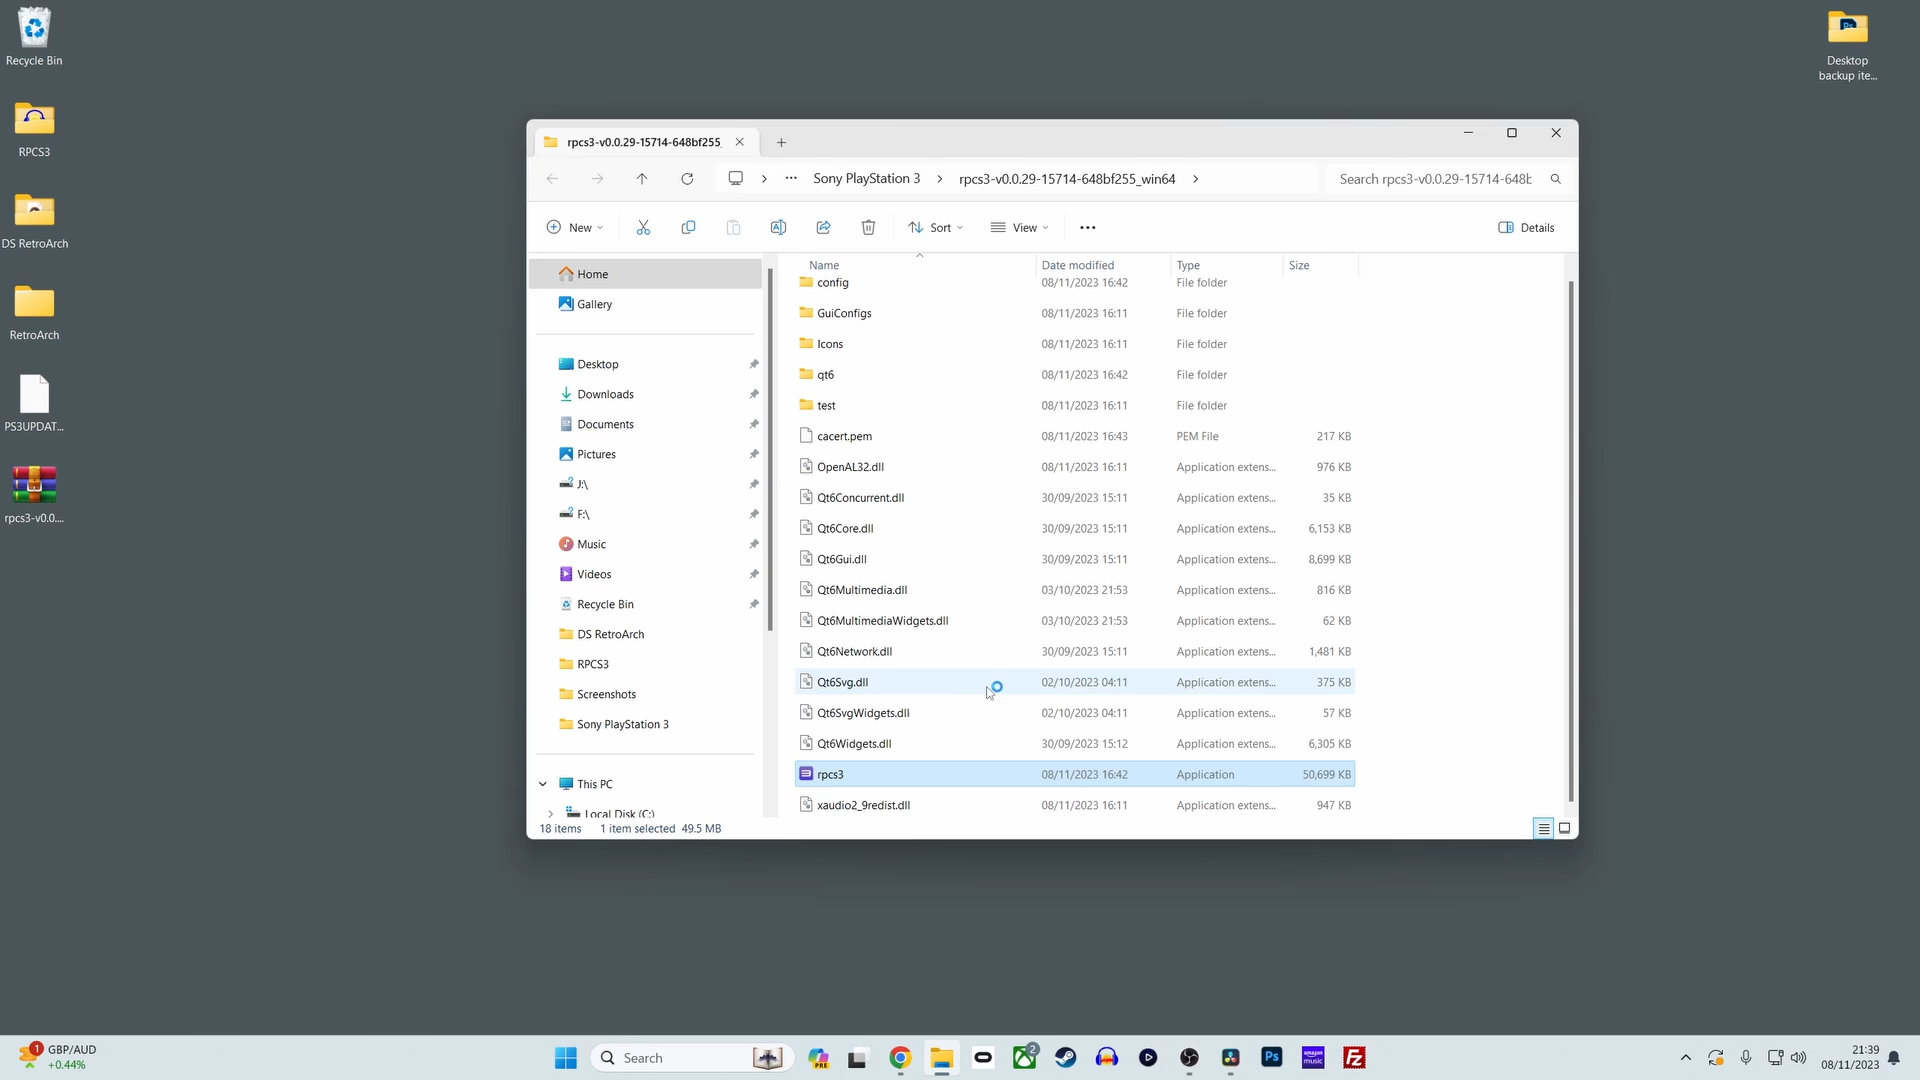 Recycle Bin
RPCS3
DS RetroArch
RetroArch
PS3UPDAT...
rpcs3-v0.0....
Desktop
backup ite...
rpcs3-v0.0.29-15714-648bf255_
Sony PlayStation 3
rpcs3-v0.0.29-15714-648bf255_win64
Search rpcs3-v0.0.29-15714-648b
New
Sort
View
Details
Home
Gallery
Desktop
Downloads
Documents
Pictures
J:\
F:\
Music
Videos
Recycle Bin
DS RetroArch
RPCS3
Screenshots
Sony PlayStation 3
This PC
Local Disk (C:)
Name Date modified Type Size
config 08/11/2023 16:42 File folder
GuiConfigs 08/11/2023 16:11 File folder
Icons 08/11/2023 16:11 File folder
qt6 08/11/2023 16:42 File folder
test 08/11/2023 16:11 File folder
cacert.pem 08/11/2023 16:43 PEM File 217 KB
OpenAL32.dll 08/11/2023 16:11 Application extens... 976 KB
Qt6Concurrent.dll 30/09/2023 15:11 Application extens... 35 KB
Qt6Core.dll 30/09/2023 15:11 Application extens... 6,153 KB
Qt6Gui.dll 30/09/2023 15:11 Application extens... 8,699 KB
Qt6Multimedia.dll 03/10/2023 21:53 Application extens... 816 KB
Qt6MultimediaWidgets.dll 03/10/2023 21:53 Application extens... 62 KB
Qt6Network.dll 30/09/2023 15:11 Application extens... 1,481 KB
Qt6Svg.dll 02/10/2023 04:11 Application extens... 375 KB
Qt6SvgWidgets.dll 02/10/2023 04:11 Application extens... 57 KB
Qt6Widgets.dll 30/09/2023 15:12 Application extens... 6,305 KB
rpcs3 08/11/2023 16:42 Application 50,699 KB
xaudio2_9redist.dll 08/11/2023 16:11 Application extens... 947 KB
18 items 1 item selected 49.5 MB
1
GBP/AUD
+0.44%
Search
PRE
2
Ps
amazon
music
Fz
21:39
08/11/2023